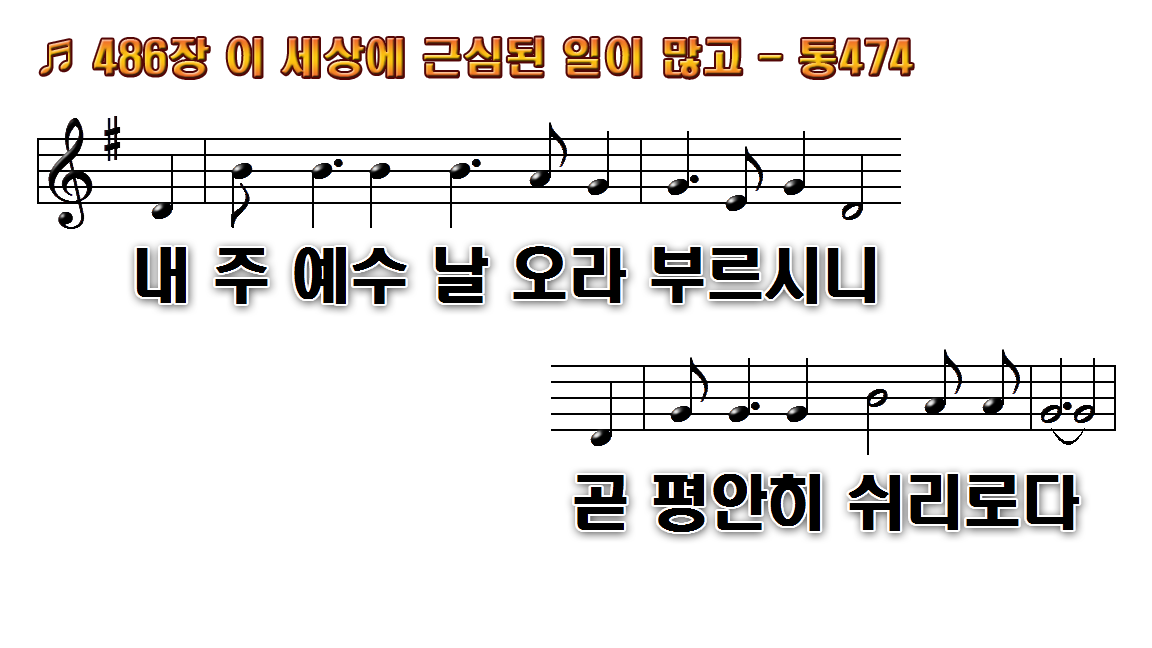 ♬ 486장 이 세상에 근심된 일이 많고 - 통474
내 주 예수 날 오라 부르시니
곧 평안히 쉬리로다